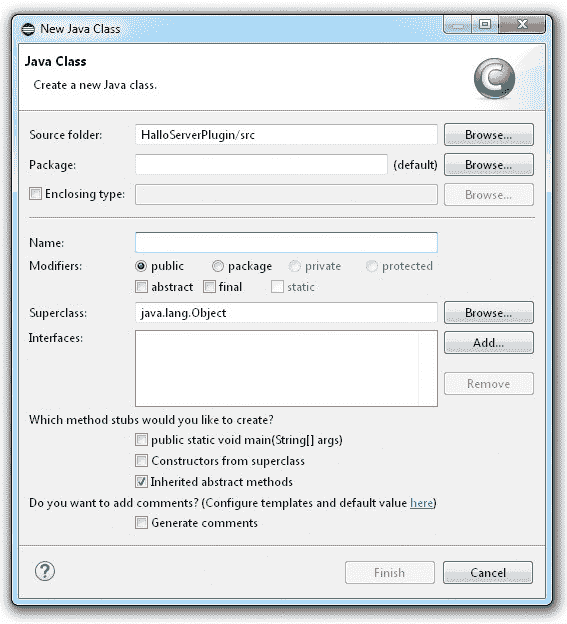 New Java Class
Java Class
Create a new Java class.
C
Source folder: HalloServerPlugin/src Browse...
Package: (default) Browse...
Enclosing type: Browse...
Name:
Modifiers: public package private protected
abstract final static
Superclass: java.lang.Object Browse...
Interfaces: Add...
Remove
Which method stubs would you like to create?
public static void main(String[] args)
Constructors from superclass
Inherited abstract methods
Do you want to add comments? (Configure templates and default value here)
Generate comments
? Finish Cancel